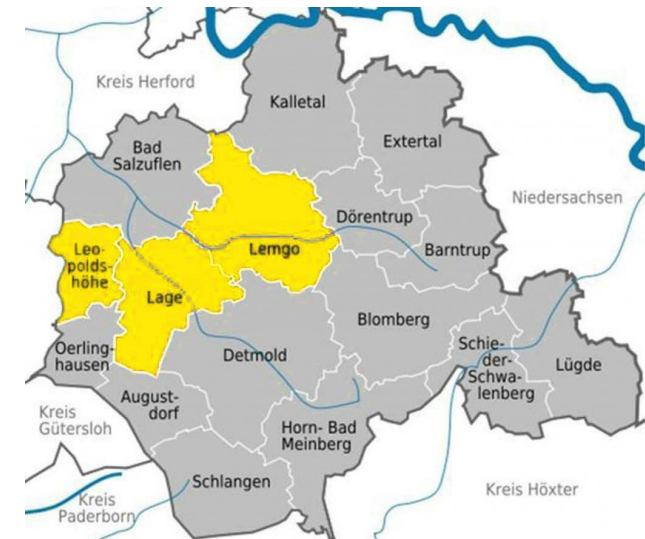 Kreis Herford
Kalletal
Bad
Salzuflen
Extertal
Niedersachsen
Dörentrup
Barntrup
Leo-
polds-
höhe
Lemgo
Lage
Blomberg
Oerling-
hausen
Detmold
Schie-
der-
Schwa-
lenberg
Lügde
August-
dorf
Kreis
Gütersloh
Horn- Bad
Meinberg
Schlangen
Kreis
Paderborn
Kreis Höxter